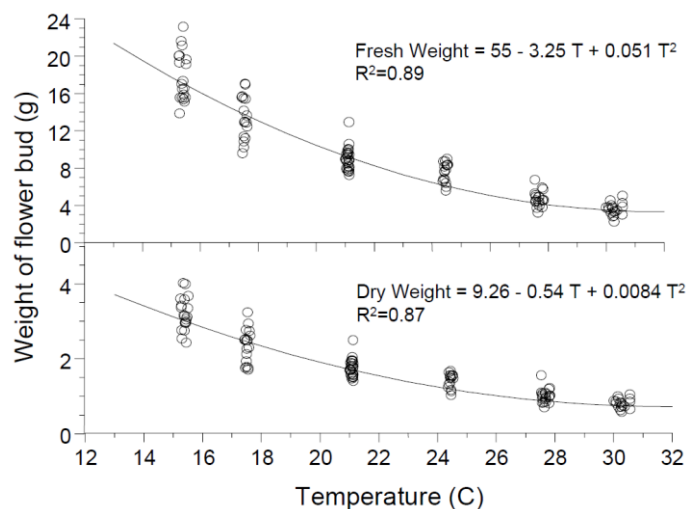 24
20
16
12
8
4
0
Fresh Weight = 55 - 3.25 T + 0.051 T²
R²=0.89
Weight of flower bud (g)
4
2
0
Dry Weight = 9.26 - 0.54 T + 0.0084 T²
R²=0.87
12 14 16 18 20 22 24 26 28 30 32
Temperature (C)